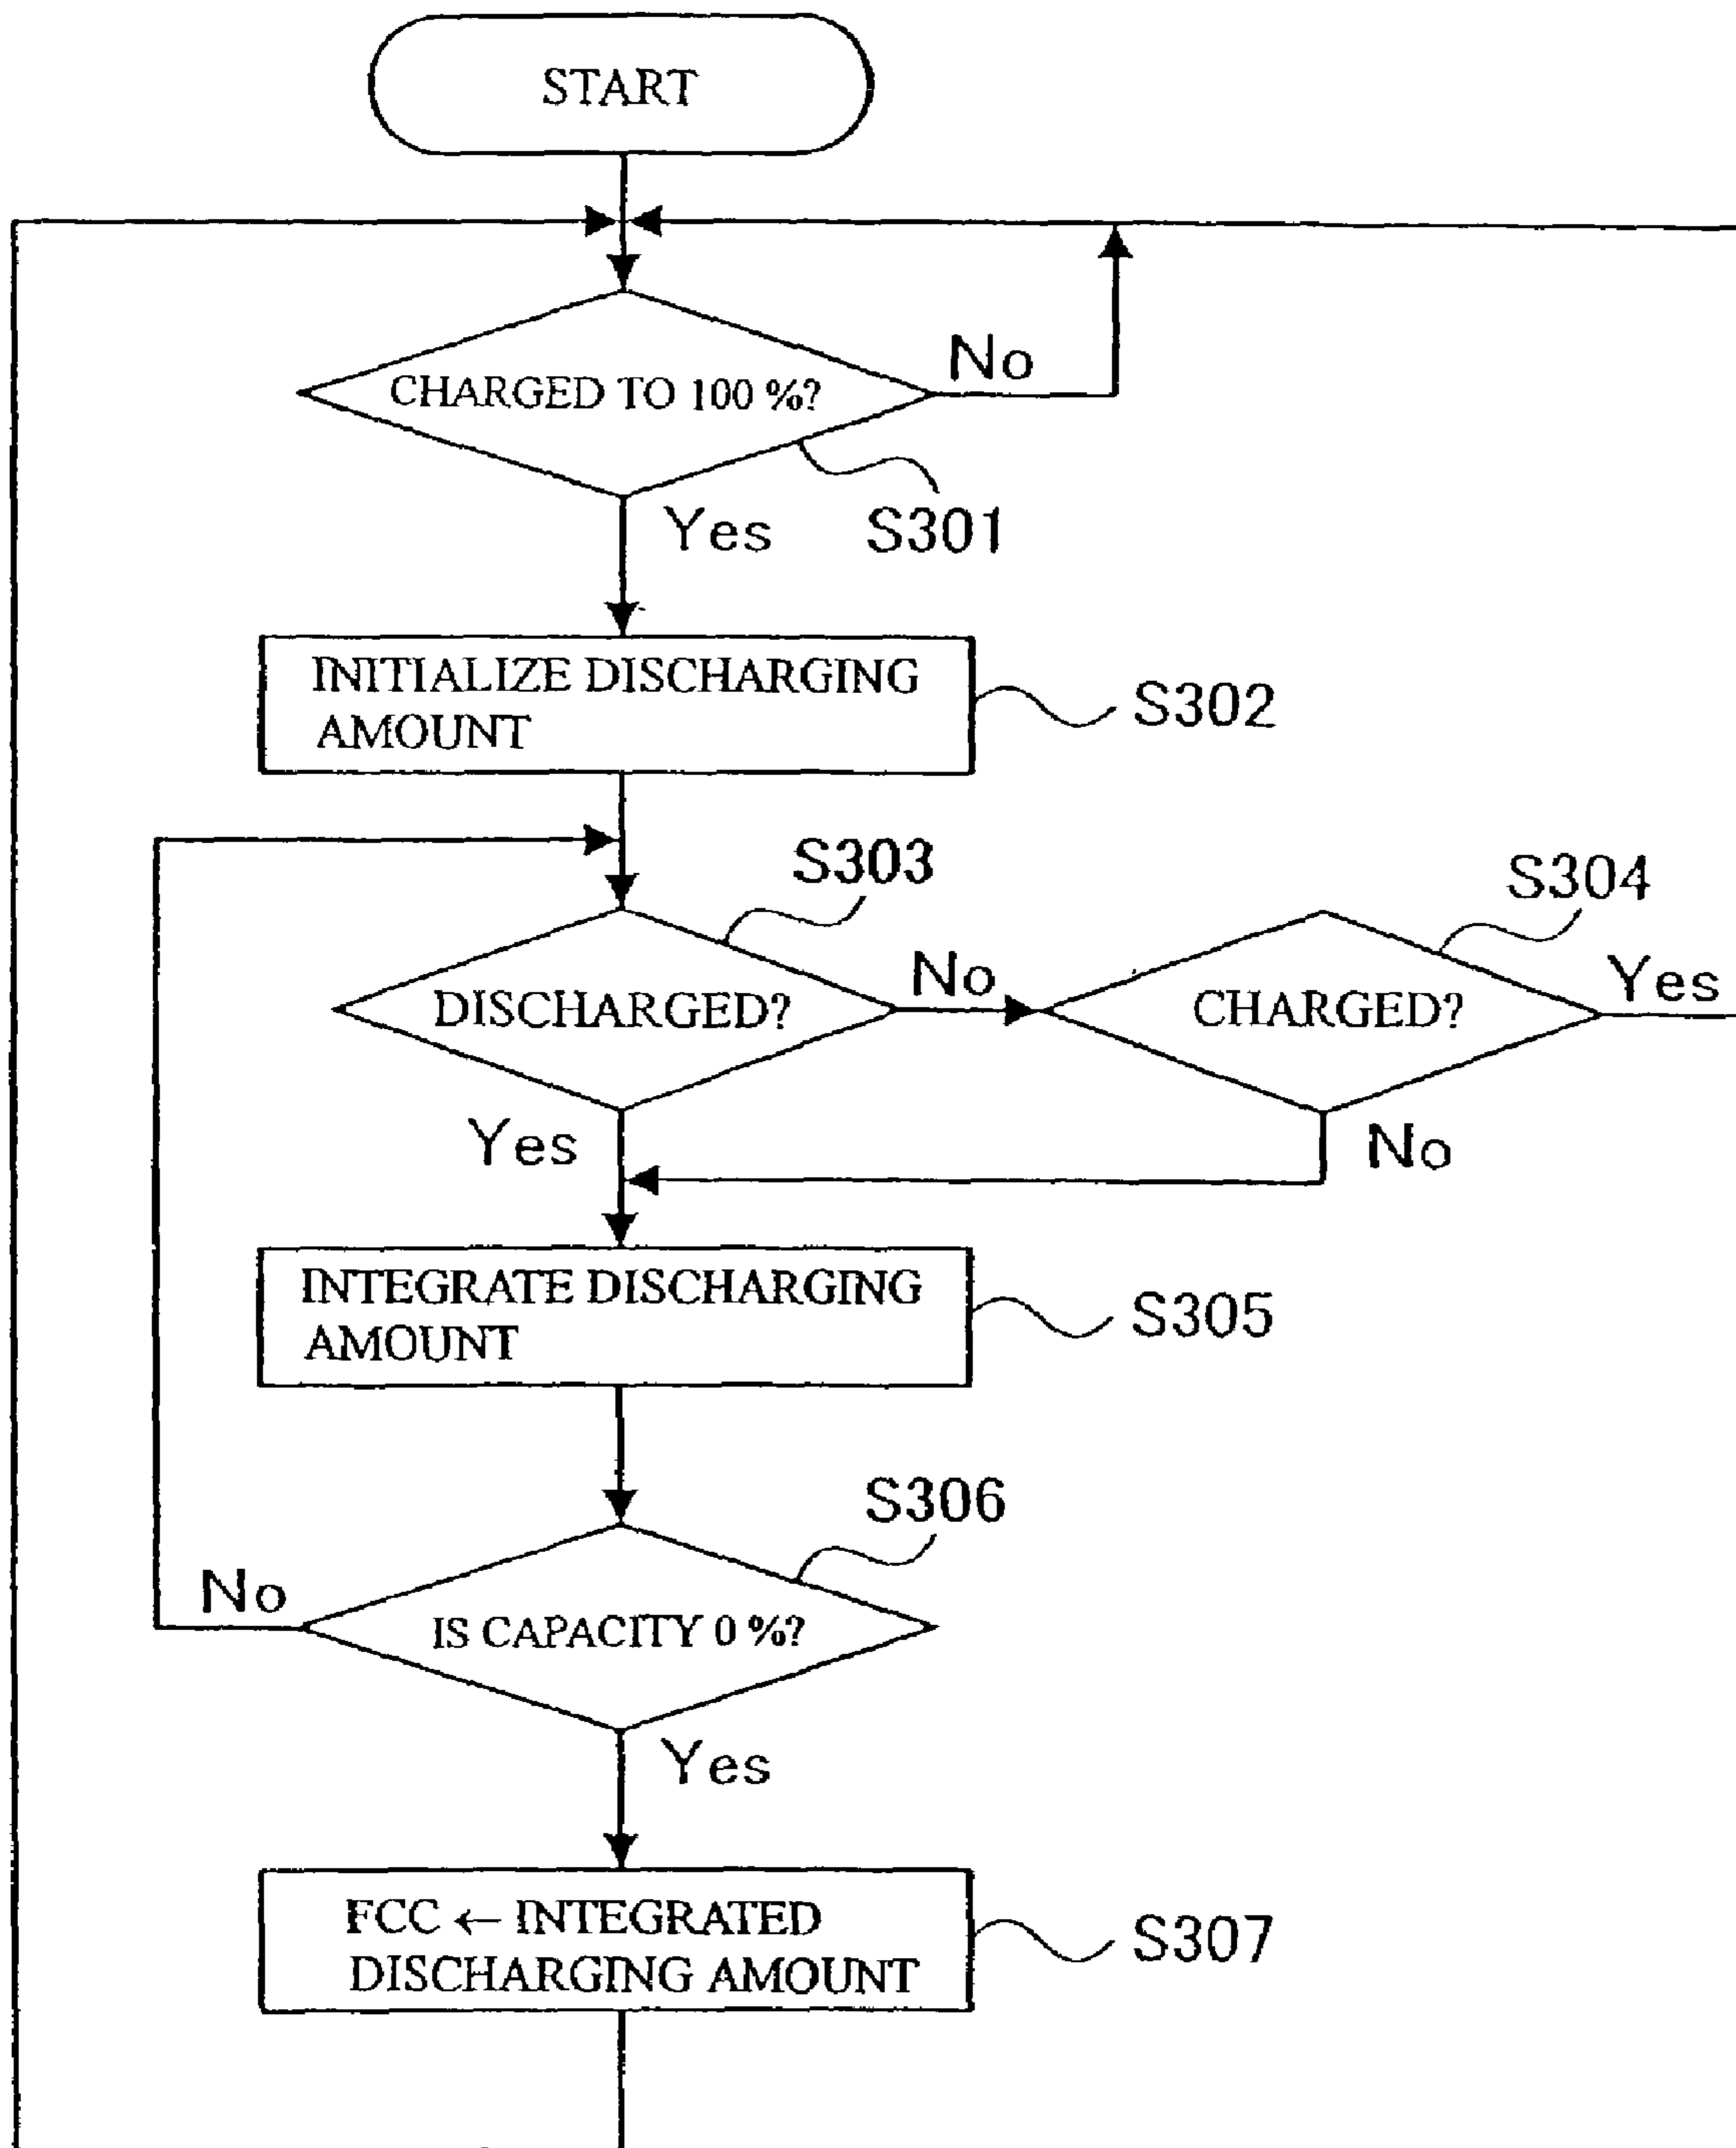 START
No
CHARGED TO 100 %?
Yes
S301
INITIALIZE DISCHARGING
AMOUNT
S302
S303
S304
DISCHARGED?
No
CHARGED?
Yes
Yes
No
INTEGRATE DISCHARGING
AMOUNT
S305
S306
No
IS CAPACITY 0 %?
Yes
FCC ← INTEGRATED
DISCHARGING AMOUNT
S307